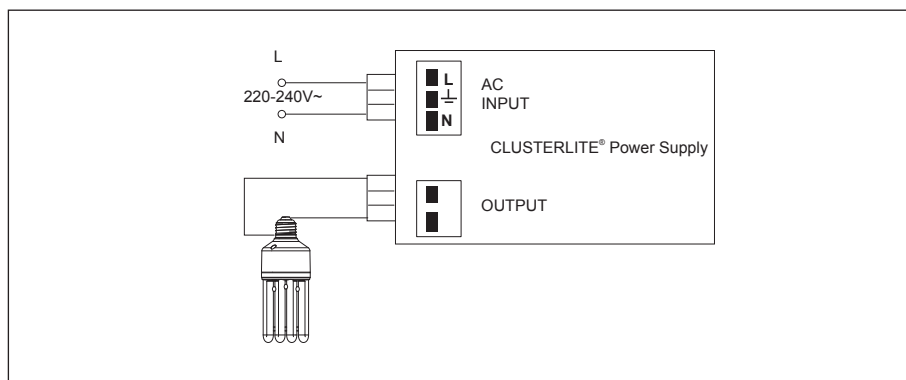 L
220-240V~
N
L
N
AC
INPUT
CLUSTERLITE® Power Supply
OUTPUT